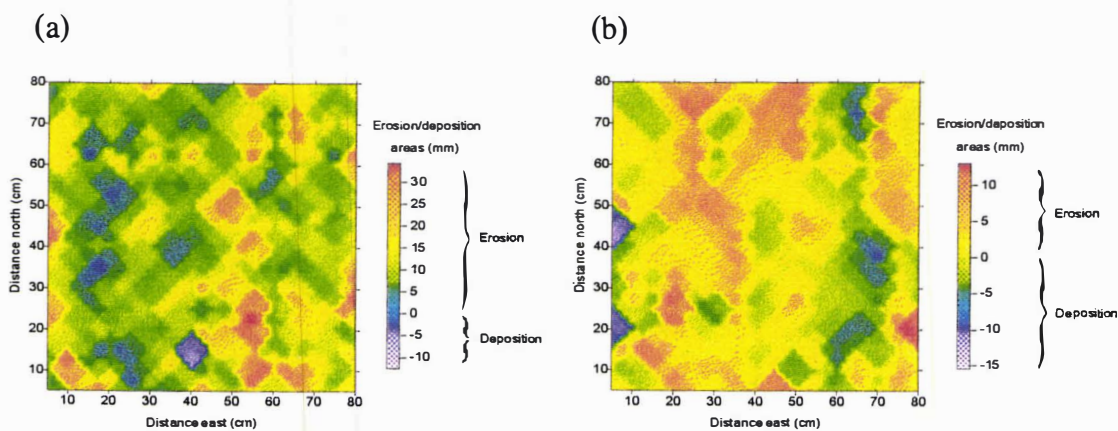 (a)
80
70
60
50
40
30
20
10
Distance north (cm)
10 20 30 40 50 60 70 80
Distance east (cm)
Erosion/deposition
areas (mm)
30
25
20
15
10
5
0
-5
-10
Erosion
Deposition
(b)
80
70
60
50
40
30
20
10
Distance north (cm)
10 20 30 40 50 60 70 80
Distance east (cm)
Erosion/deposition
areas (mm)
10
5
0
-5
-10
-15
Erosion
Deposition